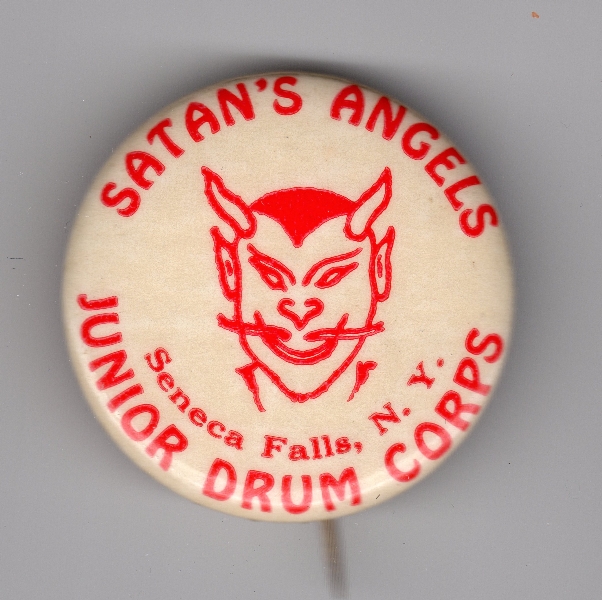 SATAN'S ANGELS
Seneca Falls, N. Y.
JUNIOR DRUM CORPS